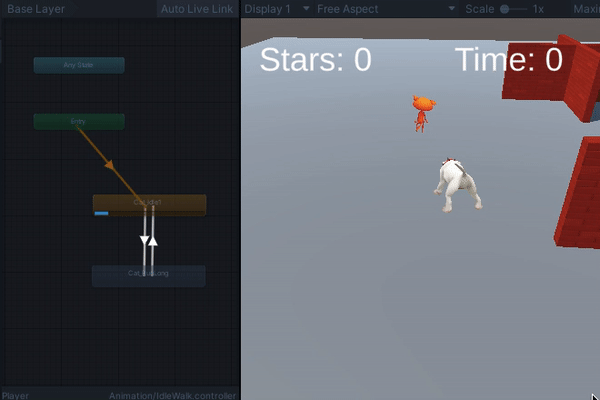 Base Layer
Auto Live Link
Display 1
Free Aspect
Scale
1x
Stars: 0
Time: 0
Any State
Entry
Player
Animation/IdleWalk.controller